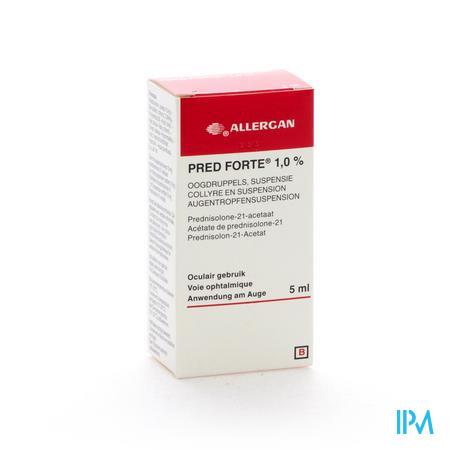 ALLERGAN
PRED FORTE® 1,0 %
OOGDRUPPELS, SUSPENSIE
COLLYRE EN SUSPENSION
AUGENTROPFENSUSPENSION
Prednisolone-21-acetaat
Acétate de prednisolone-21
Prednisolon-21-Acetat
Oculair gebruik
Voie ophtalmique
Anwendung am Auge
5 ml
B
IPM